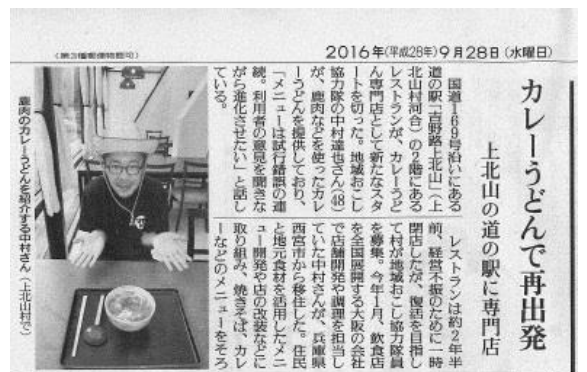 （第3種郵便物認可）
2016年(平成28年)9月28日(水曜日)
カレーうどんで再出発
上北山の道の駅に専門店
国道169号沿いにある
道の駅「吉野路上北山」（上
北山村河合）の2階にある
レストランが、カレーうど
ん専門店として新たなスタ
ートを切った。地域おこし
協力隊の中村達也さん(48)
が、鹿肉などを使ったカレ
ーうどんを提供しており、
「メニューは試行錯誤の連
続。利用者の意見を聞きな
がら進化させたい」と話し
ている。
レストランは約2年半
前、経営不振のために一時
閉店したが、復活を目指し
て村が地域おこし協力隊員
を募集。今年1月、飲食店
を全国展開する大阪の会社
で店舗開発や調理を担当し
ていた中村さんが、兵庫県
西宮市から移住した。住民
と地元食材を活用したメニ
ュー開発や店の改装などに
取り組み、焼きそば、カレ
ーなどのメニューをそろ
鹿肉のカレーうどんを紹介する中村さん（上北山村で）